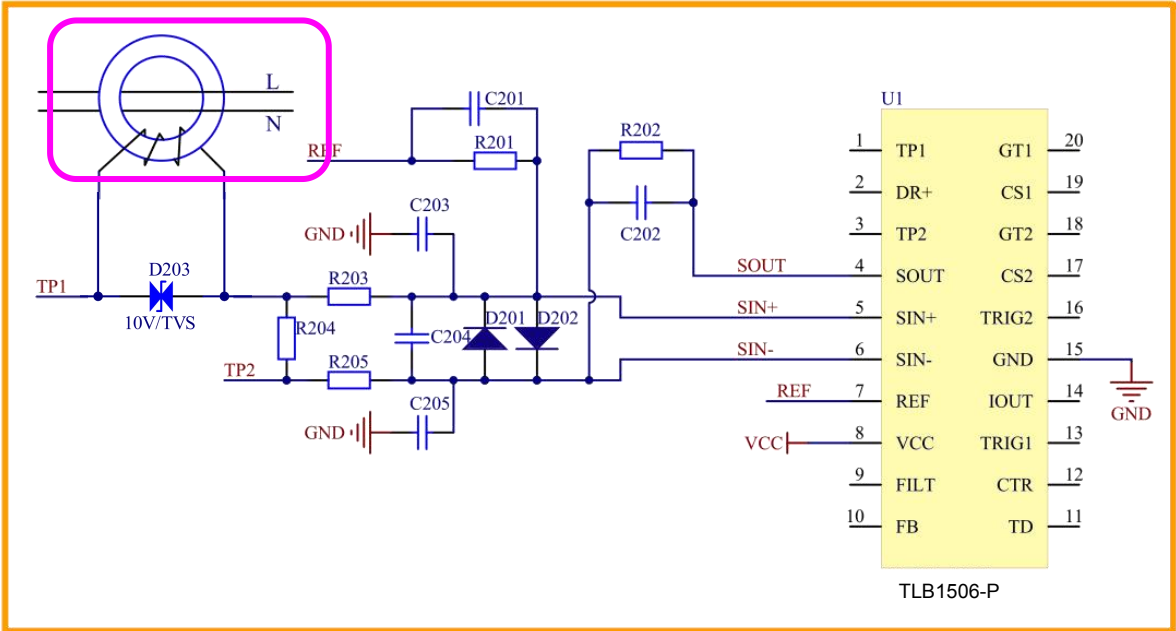 L
N
REF
C201
R201
R202
C202
C203
GND
TP1
D203
10V/TVS
R203
R204
C204
D201
D202
TP2
R205
C205
GND
SOUT
SIN+
SIN-
REF
VCC
U1
1 TP1 GT1 20
2 DR+ CS1 19
3 TP2 GT2 18
4 SOUT CS2 17
5 SIN+ TRIG2 16
6 SIN- GND 15
7 REF IOUT 14
8 VCC TRIG1 13
9 FILT CTR 12
10 FB TD 11
GND
TLB1506-P